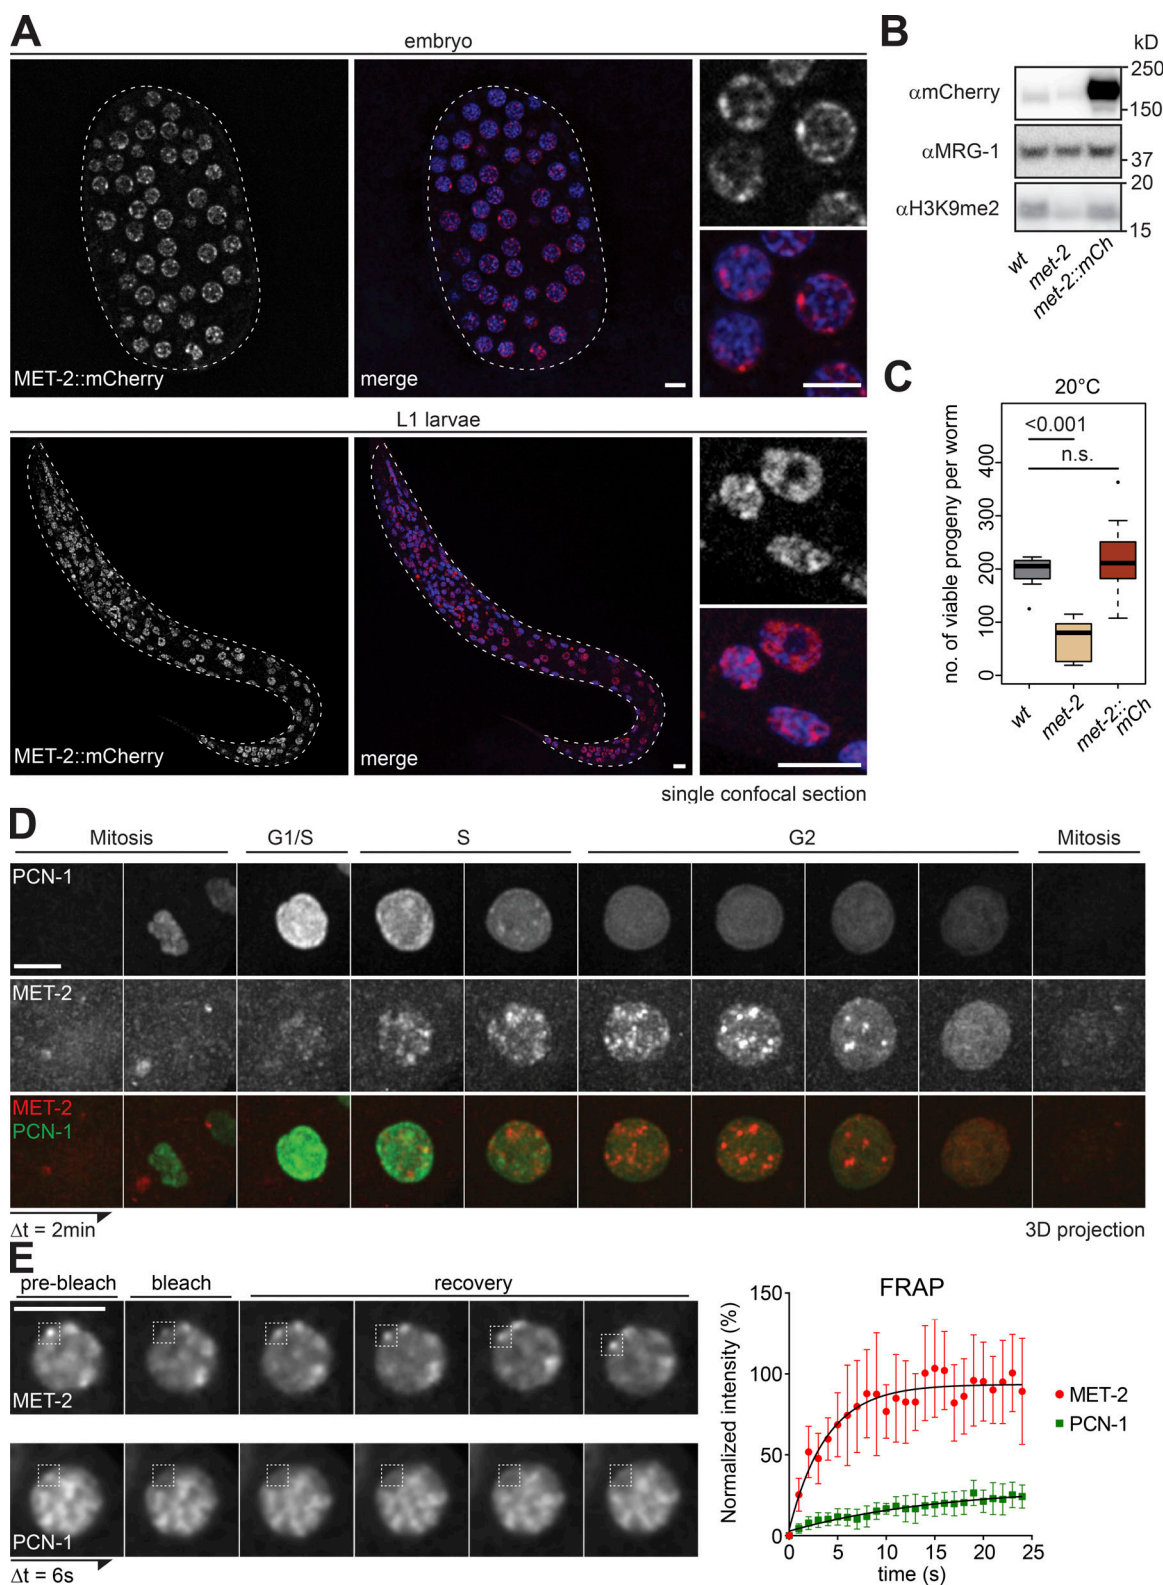 A
embryo
MET-2::mCherry
merge
L1 larvae
MET-2::mCherry
merge
single confocal section
B
kD
αmCherry
250
150
αMRG-1
37
αH3K9me2
20
15
wt
met-2
met-2::mCh
C
20°C
<0.001
n.s.
no. of viable progeny per worm
400
300
200
100
0
wt
met-2
met-2::
mCh
D
Mitosis
G1/S
S
G2
Mitosis
PCN-1
MET-2
MET-2
PCN-1
Δt = 2min
3D projection
E
pre-bleach
bleach
recovery
MET-2
PCN-1
Δt = 6s
FRAP
Normalized intensity (%)
150
100
50
0
0
5
10
15
20
25
time (s)
MET-2
PCN-1